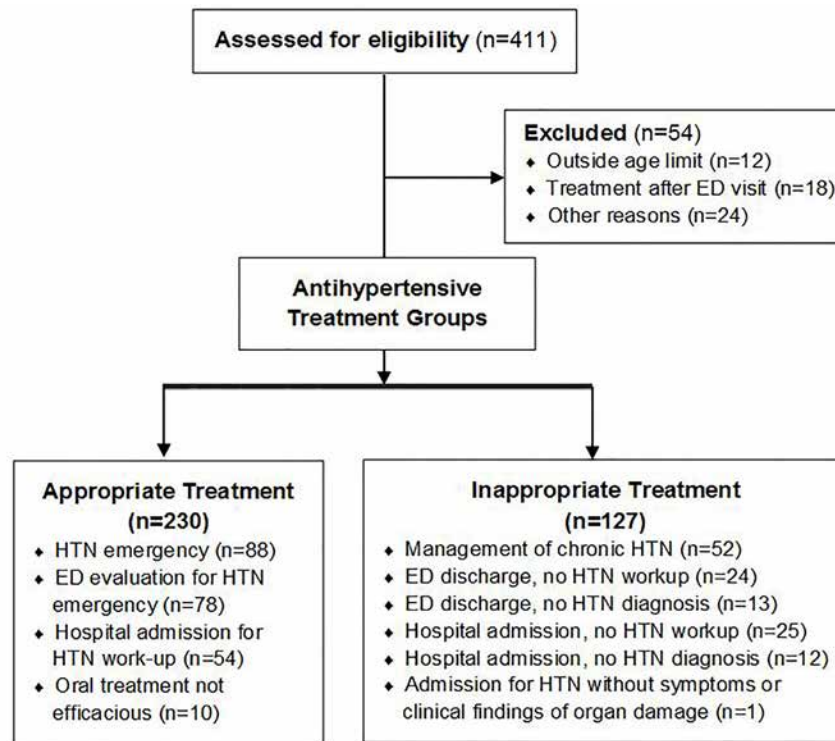 Assessed for eligibility (n=411)
Excluded (n=54)
♦ Outside age limit (n=12)
♦ Treatment after ED visit (n=18)
♦ Other reasons (n=24)
Antihypertensive
Treatment Groups
Appropriate Treatment
(n=230)
♦ HTN emergency (n=88)
♦ ED evaluation for HTN
emergency (n=78)
♦ Hospital admission for
HTN work-up (n=54)
♦ Oral treatment not
efficacious (n=10)
Inappropriate Treatment
(n=127)
♦ Management of chronic HTN (n=52)
♦ ED discharge, no HTN workup (n=24)
♦ ED discharge, no HTN diagnosis (n=13)
♦ Hospital admission, no HTN workup (n=25)
♦ Hospital admission, no HTN diagnosis (n=12)
♦ Admission for HTN without symptoms or
clinical findings of organ damage (n=1)